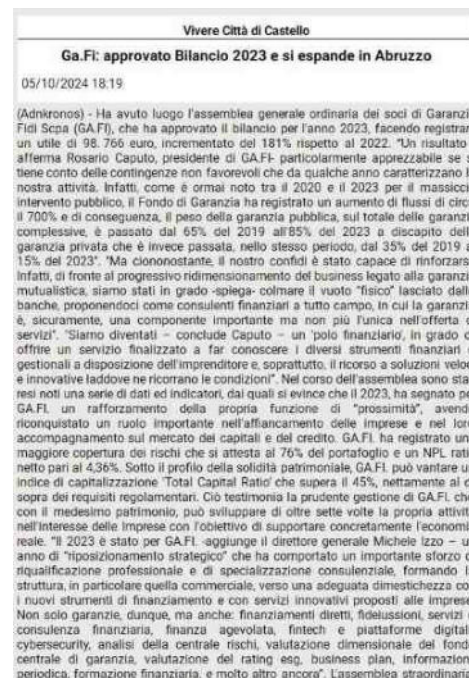 Vivere Città di Castello
Ga.Fi: approvato Bilancio 2023 e si espande in Abruzzo
05/10/2024 18:19
(Adnkronos) - Ha avuto luogo l'assemblea generale ordinaria dei soci di Garanzi
Fidi Scpa (GA.FI), che ha approvato il bilancio per l'anno 2023, facendo registrar
un utile di 98.766 euro, incremento del 181% rispetto al 2022. "Un risultato
afferma Rosario Caputo, presidente di GA.FI- particolarmente apprezzabile se s
tiene conto delle contingenze non favorevoli che da qualche anno caratterizzano l
nostra attività. Infatti, come è ormai noto tra il 2020 e il 2023 per il massicci
intervento pubblico, il Fondo di Garanzia ha registrato un aumento di flussi di circ
il 700% e di conseguenza, il peso della garanzia pubblica, sul totale delle garanzi
complessive, è passato dal 65% del 2019 all'85% del 2023 a discapito dell
garanzia privata che è invece passata, nello stesso periodo, dal 35% del 2019 a
15% del 2023". "Ma ciononostante, il nostro confidi è stato capace di rinforzars
Infatti, di fronte al progressivo ridimensionamento del business legato alla garanzi
mutualistica, siamo stati in grado -spiega- colmare il vuoto "fisico" lasciato dall
banche, proponendoci come consulenti finanziari a tutto campo, in cui la garanzi
è, sicuramente, una componente importante ma non più l'unica nell'offerta d
servizi". "Siamo diventati – conclude Caputo – un 'polo finanziario', in grado d
offrire un servizio finalizzato a far conoscere i diversi strumenti finanziari e
gestionali a disposizione dell'imprenditore e, soprattutto, il ricorso a soluzioni veloc
e innovative laddove ne ricorrano le condizioni". Nel corso dell'assemblea sono stat
resi noti una serie di dati ed indicatori, dai quali si evince che il 2023, ha segnato pe
GA.FI. un rafforzamento della propria funzione di "prossimità", avend
riconquistato un ruolo importante nell'affiancamento delle imprese e nel lor
accompagnamento sul mercato dei capitali e del credito. GA.FI. ha registrato un
maggiore copertura dei rischi che si attesta al 76% del portafoglio e un NPL rati
netto pari al 4,36%. Sotto il profilo della solidità patrimoniale, GA.FI. può vantare u
indice di capitalizzazione 'Total Capital Ratio' che supera il 45%, nettamente al d
sopra dei requisiti regolamentari. Ciò testimonia la prudente gestione di GA.FI. che
con il medesimo patrimonio, può sviluppare di oltre sette volte la propria attivit
nell'interesse delle Imprese con l'obiettivo di supportare concretamente l'economi
reale. "Il 2023 è stato per GA.FI. -aggiunge il direttore generale Michele Izzo – u
anno di "riposizionamento strategico" che ha comportato un importante sforzo d
riqualificazione professionale e di specializzazione consulenziale, formando l
struttura, in particolare quella commerciale, verso una adeguata dimestichezza co
i nuovi strumenti di finanziamento e con servizi innovativi proposti alle imprese
Non solo garanzie, dunque, ma anche: finanziamenti diretti, fideiussioni, servizi d
consulenza finanziaria, finanza agevolata, fintech e piattaforme digital
cybersecurity, analisi della centrale rischi, valutazione dimensionale del fond
centrale di garanzia, valutazione del rating esg, business plan, information
periodica, formazione finanziaria, e molto altro ancora". L'assemblea straordinari